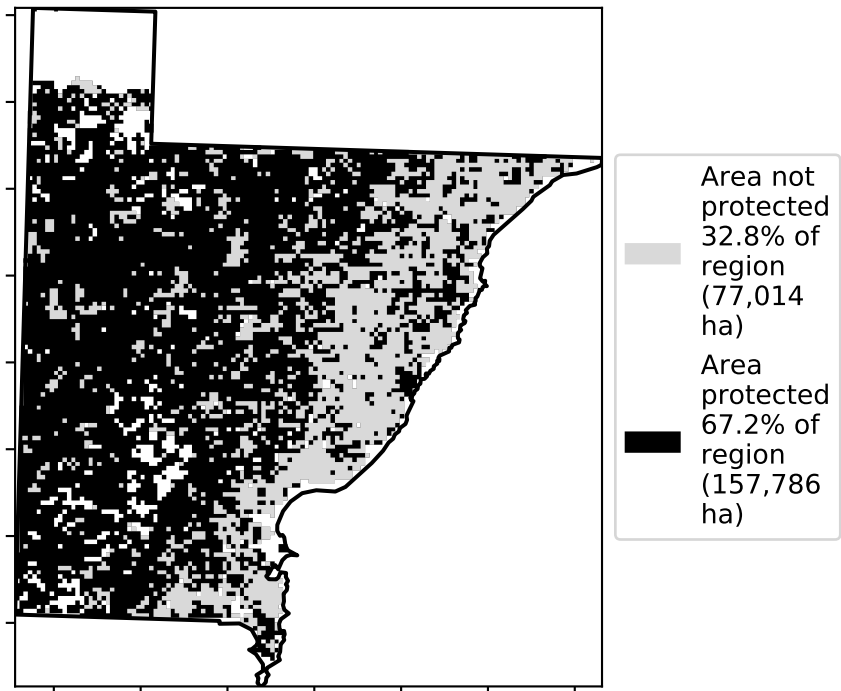 Area not
protected
32.8% of
region
(77,014
ha)
Area
protected
67.2% of
region
(157,786
ha)